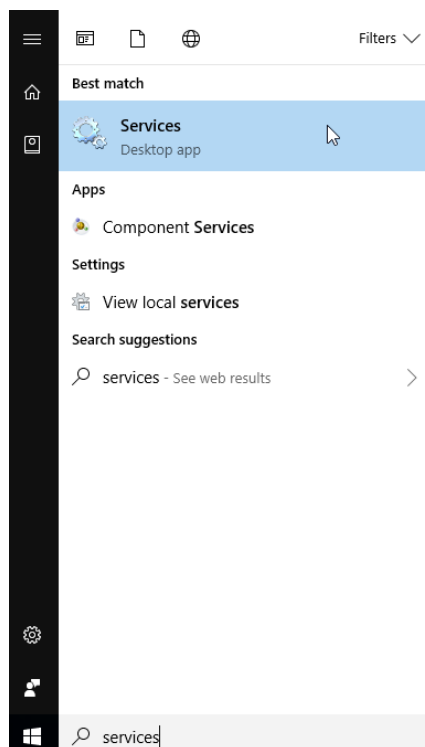 Filters
Best match
Services
Desktop app
Apps
Component Services
Settings
View local services
Search suggestions
services - See web results
services